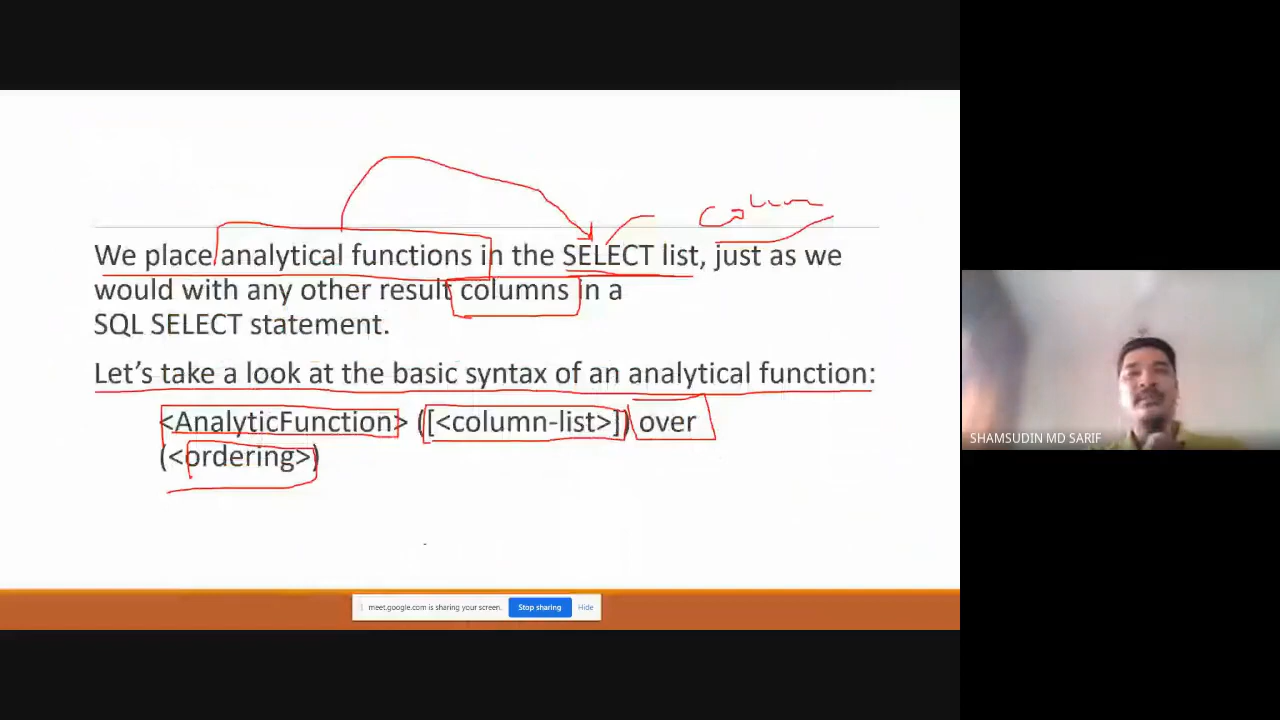 column
We place analytical functions in the SELECT list, just as we
would with any other result columns in a
SQL SELECT statement.
Let's take a look at the basic syntax of an analytical function:
<AnalyticFunction> ([<column-list>]) over
(<ordering>)
meet.google.com is sharing your screen. Stop sharing Hide
SHAMSUDIN MD SARIF